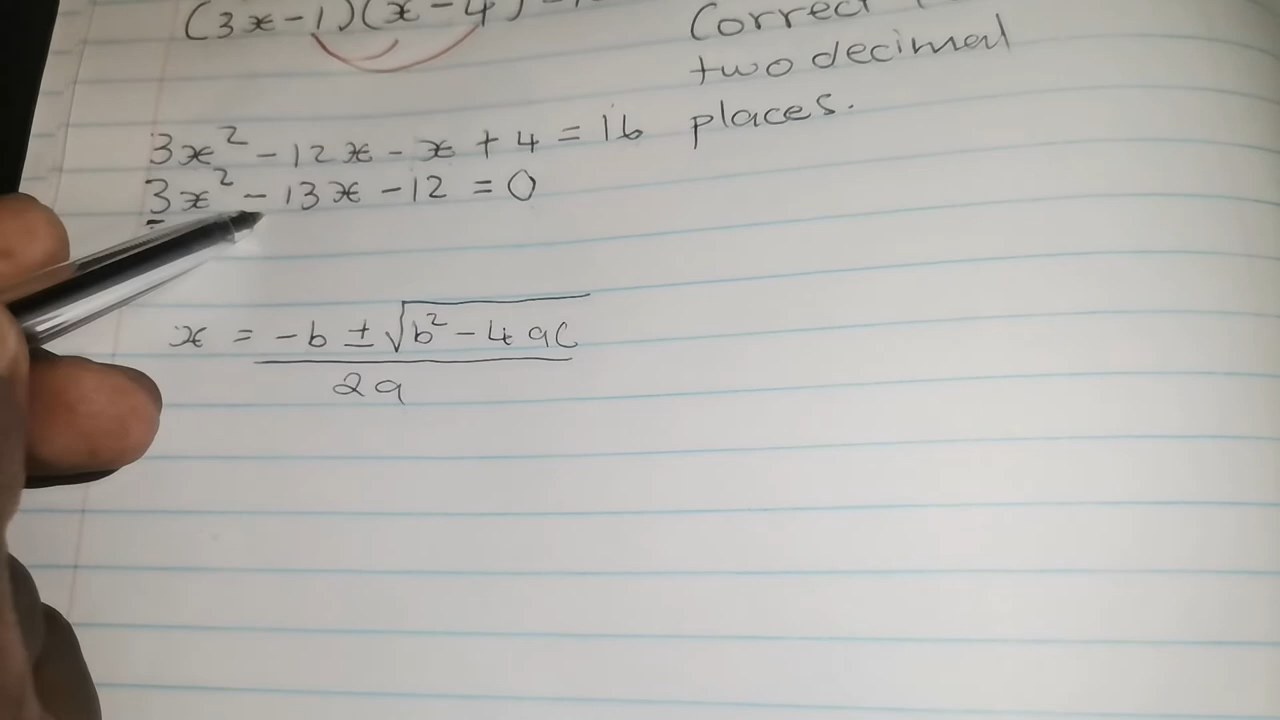 (3x-1)(x-4)
Correct
two decimal
places.
3x² - 12x - x + 4 = 16
3x² - 13x - 12 = 0
x = -b ± √b² - 4ac
2a